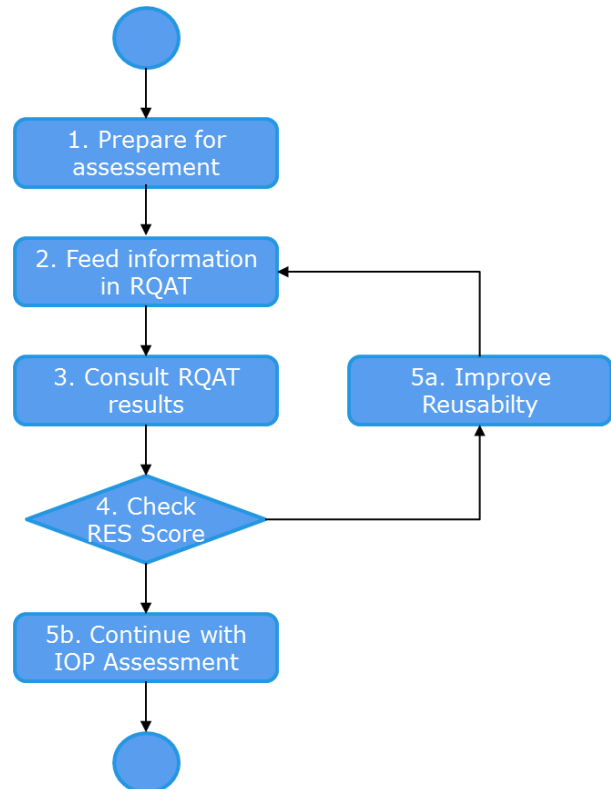 1. Prepare for
assessement
2. Feed information
in RQAT
3. Consult RQAT
results
5a. Improve
Reusabilty
4. Check
RES Score
5b. Continue with
IOP Assessment